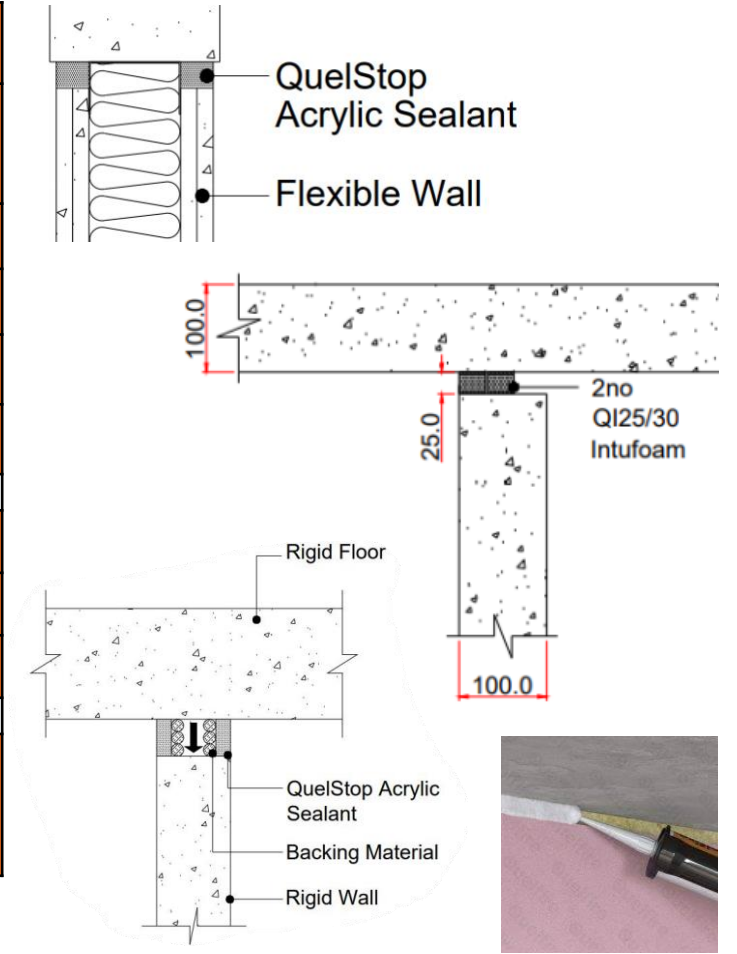 QuelStop
Acrylic Sealant
Flexible Wall
100.0
25.0
2no
QI25/30
Intufoam
100.0
Rigid Floor
QuelStop Acrylic
Sealant
Backing Material
Rigid Wall